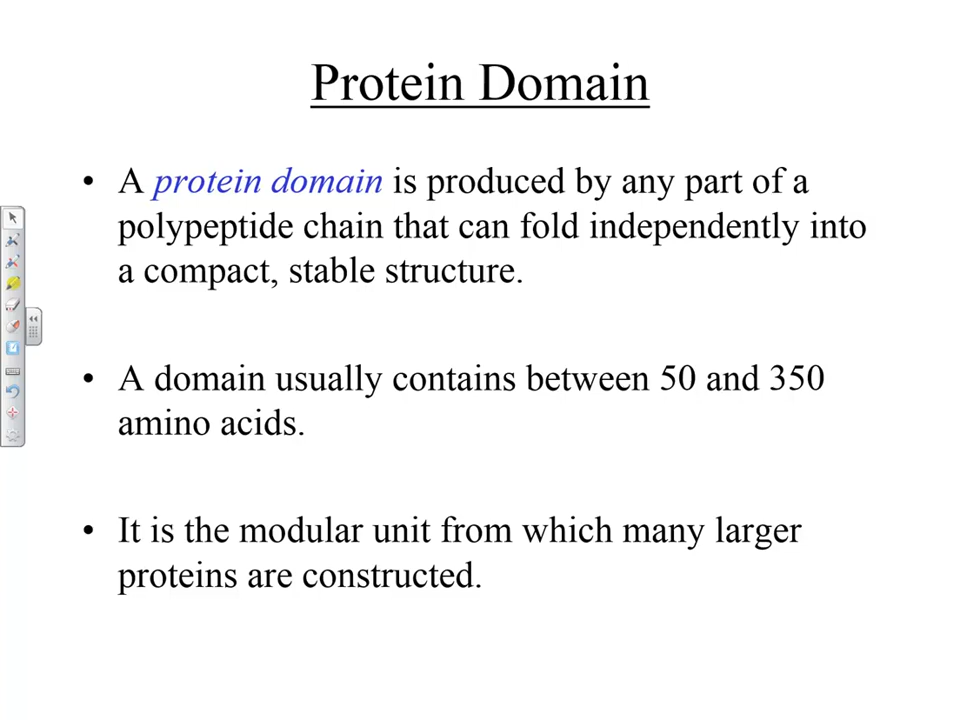 Protein Domain
• A protein domain is produced by any part of a
polypeptide chain that can fold independently into
a compact, stable structure.
• A domain usually contains between 50 and 350
amino acids.
• It is the modular unit from which many larger
proteins are constructed.